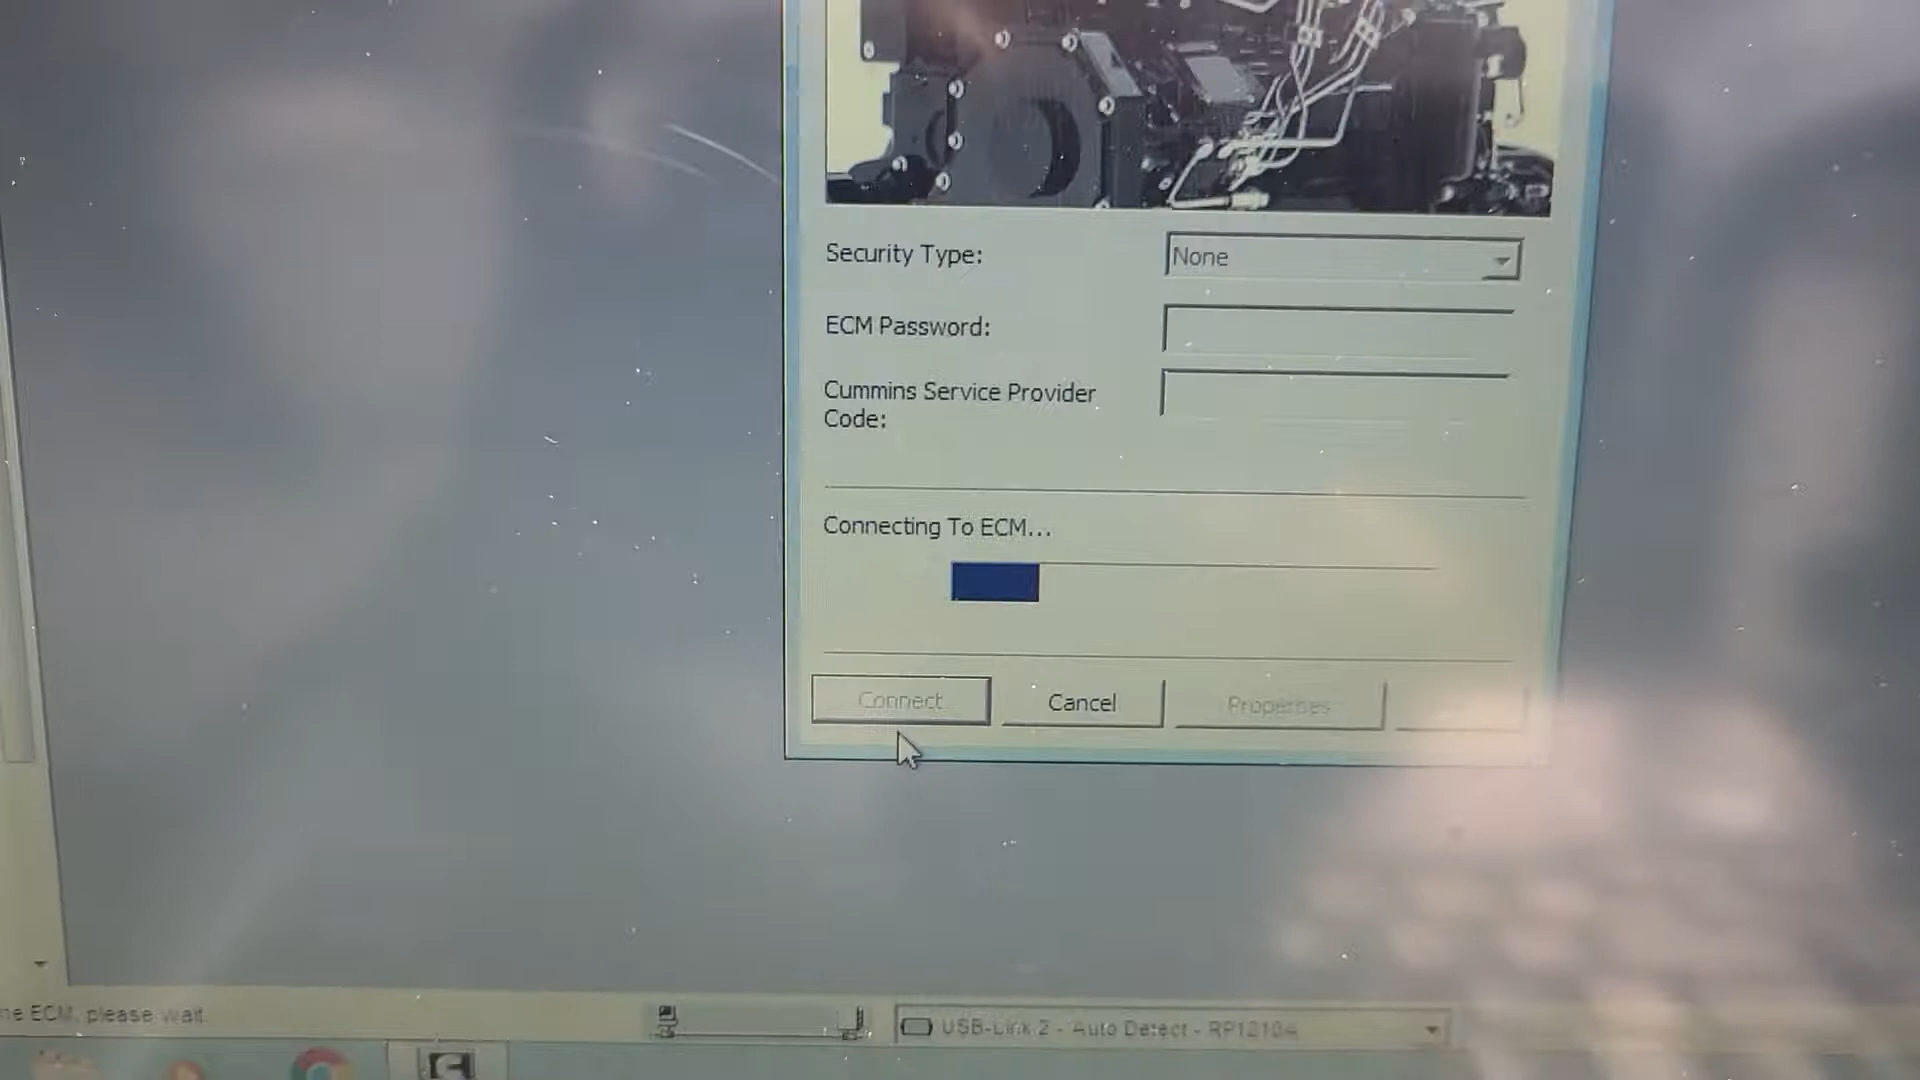 Security Type:
None
ECM Password:
Cummins Service Provider
Code:
Connecting To ECM...
Connect
Cancel
Properties
ECM, please wait.
USB-Link 2 - Auto Detect - RP1210A